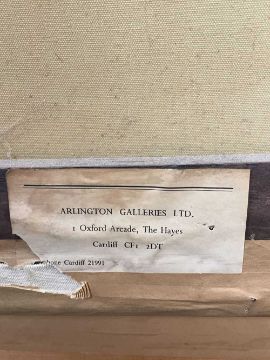 ARLINGTON GALLERIES LTD.
1 Oxford Arcade, The Hayes
Cardiff CF1 2DT
Cardiff 21991